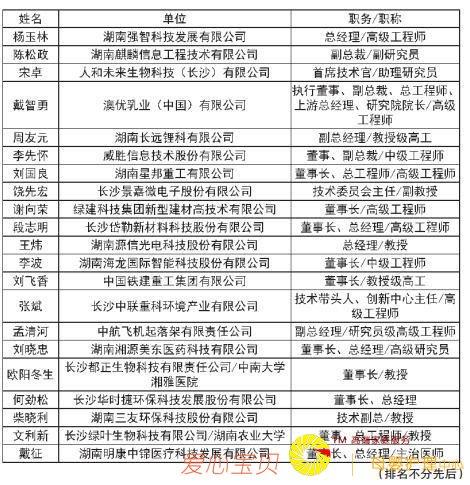 姓名 单位 职务/职称
杨玉林 湖南强智科技发展有限公司 总经理/高级工程师
陈松政 湖南麒麟信息工程技术有限公司 副总裁/副研究员
宋卓 人和未来生物科技（长沙）有限公司 首席技术官/助理研究员
戴智勇 澳优乳业（中国）有限公司 执行董事、副总裁、总工程师、
上游总经理、研究院院长/高级
工程师
周友元 湖南长远锂科有限公司 副总经理/教授级高工
李先怀 威胜信息技术股份有限公司 董事、副总裁/中级工程师
刘国良 湖南星邦重工有限公司 董事长、总工程师/高级工程师
饶先宏 长沙景嘉微电子股份有限公司 技术委员会主任/副教授
谢向荣 绿建科技集团新型建材高技术有限公司 董事长/高级工程师
段志明 长沙岱勒新材料科技股份有限公司 董事长、总经理/高级工程师
王炜 湖南源信光电科技股份有限公司 总经理/教授
李波 湖南海龙国际智能科技股份有限公司 董事长/中级工程师
刘飞香 中国铁建重工集团有限公司 董事长/教授级高工
张斌 长沙中联重科环境产业有限公司 技术带头人、创新中心主任/高
级工程师
孟清河 中航飞机起落架有限责任公司 副总经理/研究员级高级工程师
刘晓忠 湖南湘源美东医药科技有限公司 董事长、总经理/高级研究员
欧阳冬生 长沙都正生物科技有限责任公司/中南大学
湘雅医院 董事长/教授
何劲松 长沙华时捷环保科技发展股份有限公司 董事长、总经理
柴晓利 湖南三友环保科技股份有限公司 技术副总/教授
文利新 长沙绿叶生物科技有限公司/湖南农业大学 董事、总工程师/教授
戴征 湖南明康中锦医疗科技发展有限公司 董事长、总经理/主治医师
（排名不分先后）
爱心宝贝
TM